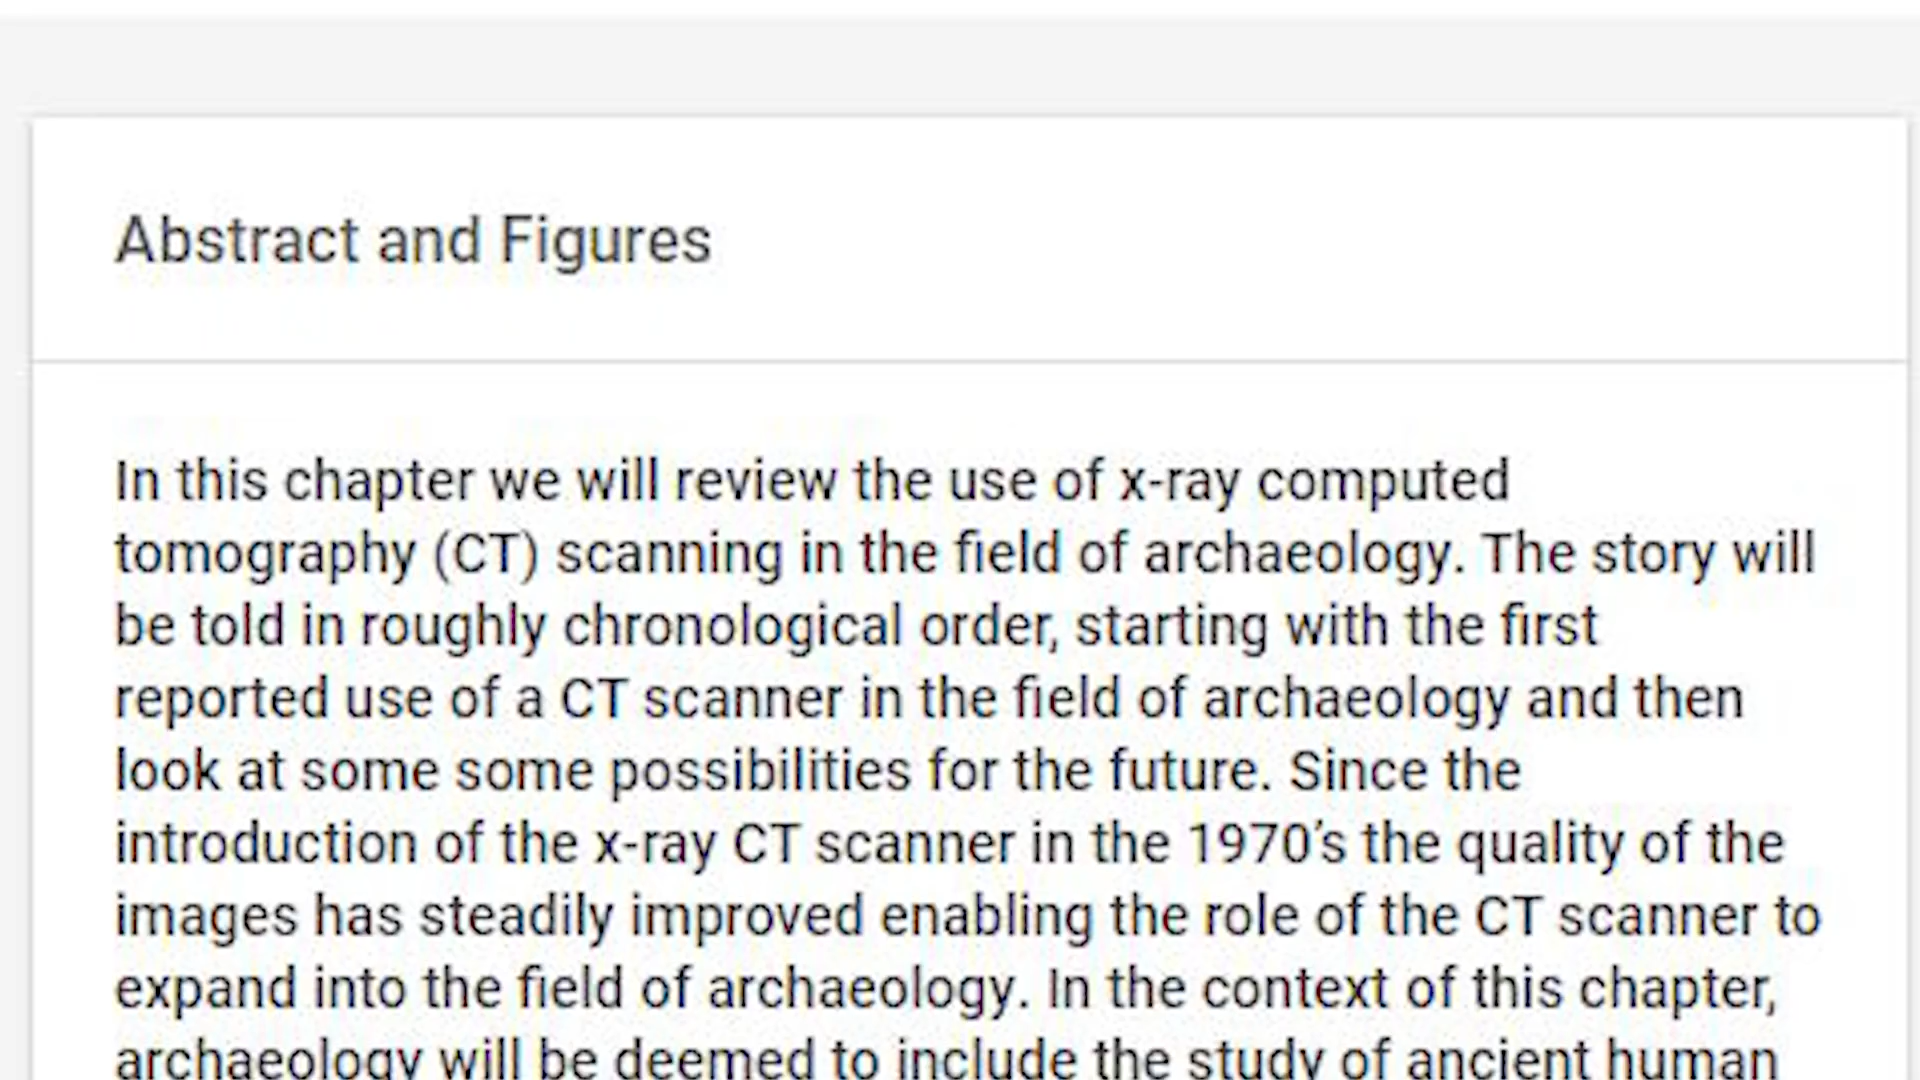 Abstract and Figures
In this chapter we will review the use of x-ray computed
tomography (CT) scanning in the field of archaeology. The story will
be told in roughly chronological order, starting with the first
reported use of a CT scanner in the field of archaeology and then
look at some some possibilities for the future. Since the
introduction of the x-ray CT scanner in the 1970's the quality of the
images has steadily improved enabling the role of the CT scanner to
expand into the field of archaeology. In the context of this chapter,
archaeology will be deemed to include the study of ancient human